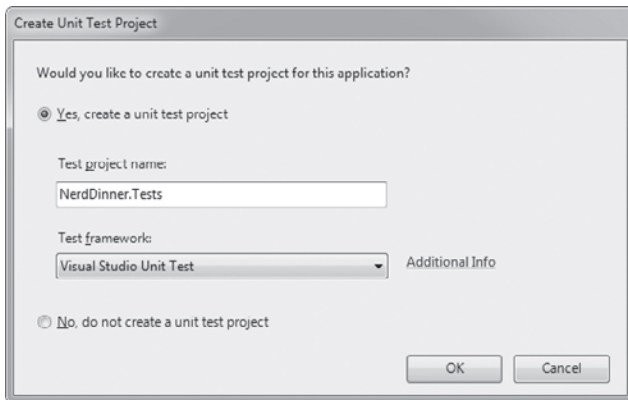 Create Unit Test Project
Would you like to create a unit test project for this application?
Yes, create a unit test project
Test project name:
NerdDinner.Tests
Test framework:
Visual Studio Unit Test
Additional Info
No, do not create a unit test project
OK
Cancel